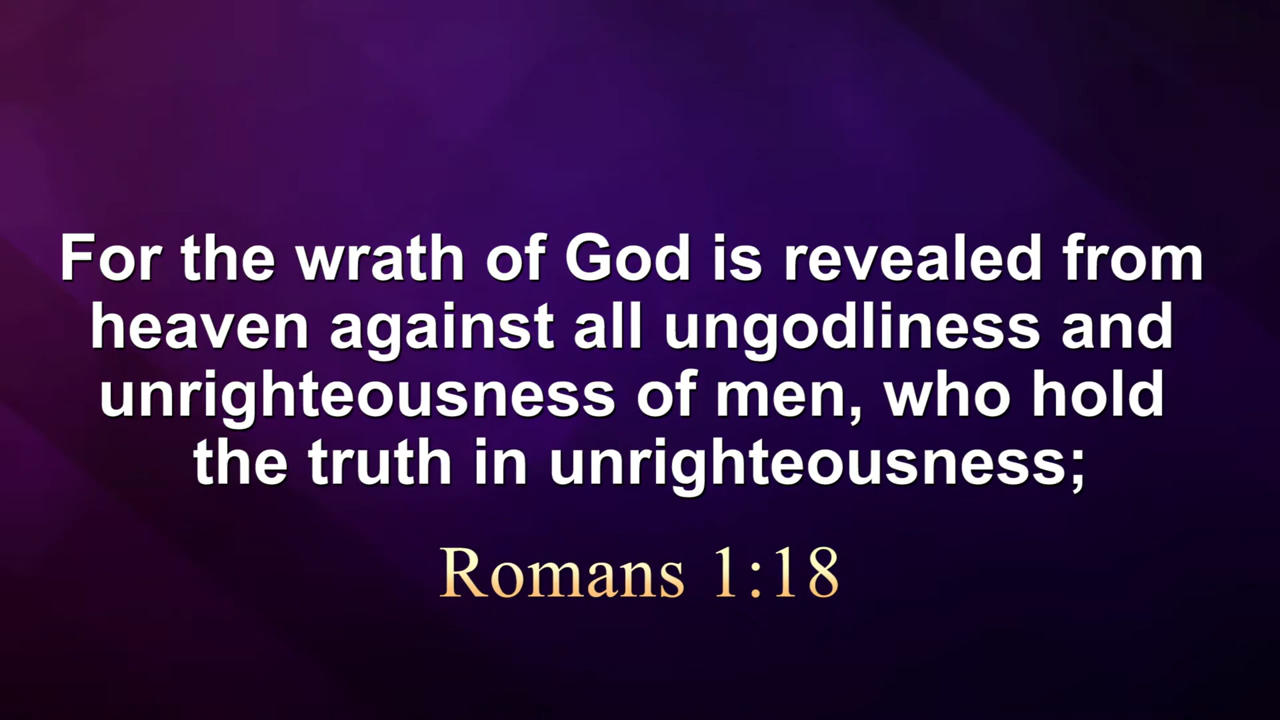 For the wrath of God is revealed from
heaven against all ungodliness and
unrighteousness of men, who hold
the truth in unrighteousness;
Romans 1:18